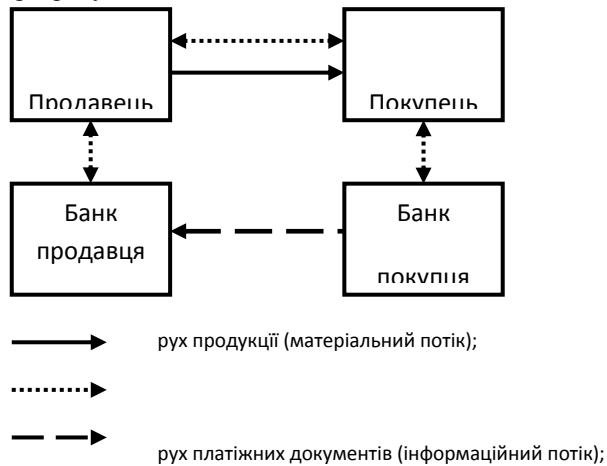 Продавець
Покупець
Банк
продавця
Банк
покупця
рух продукції (матеріальний потік);
рух платіжних документів (інформаційний потік);